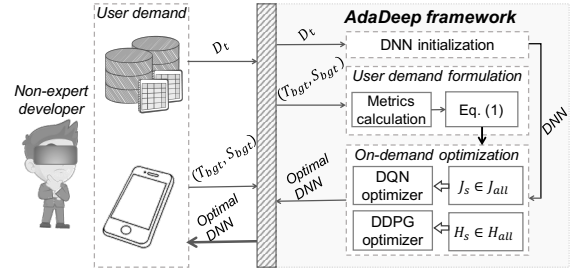 User demand
AdaDeep framework
Non-expert
developer
D_t
(T_bgt, S_bgt)
(T_bgt, S_bgt)
Optimal
DNN
D_t
(T_bgt, S_bgt)
Optimal
DNN
DNN initialization
User demand formulation
Metrics
calculation
Eq. (1)
DNN
On-demand optimization
DQN
optimizer
J_s ∈ J_all
DDPG
optimizer
H_s ∈ H_all